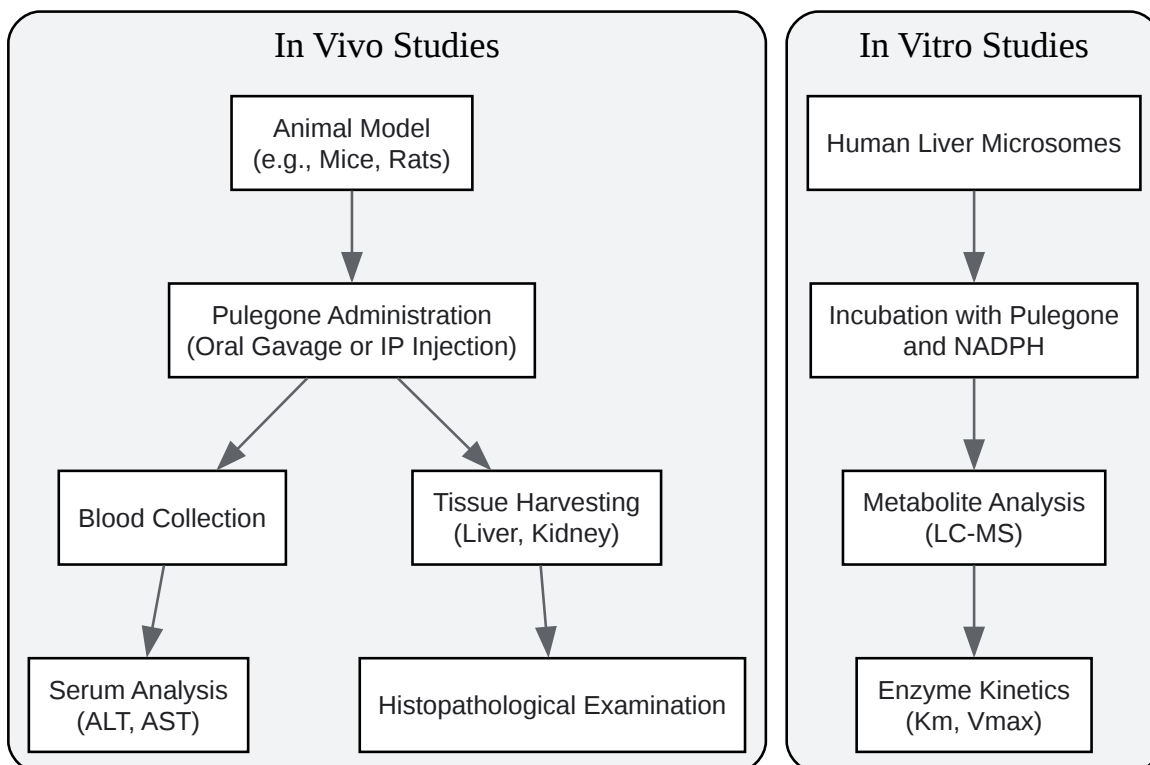 In Vivo Studies
Animal Model
(e.g., Mice, Rats)
Pulegone Administration
(Oral Gavage or IP Injection)
Blood Collection
Tissue Harvesting
(Liver, Kidney)
Serum Analysis
(ALT, AST)
Histopathological Examination
In Vitro Studies
Human Liver Microsomes
Incubation with Pulegone
and NADPH
Metabolite Analysis
(LC-MS)
Enzyme Kinetics
(Km, Vmax)